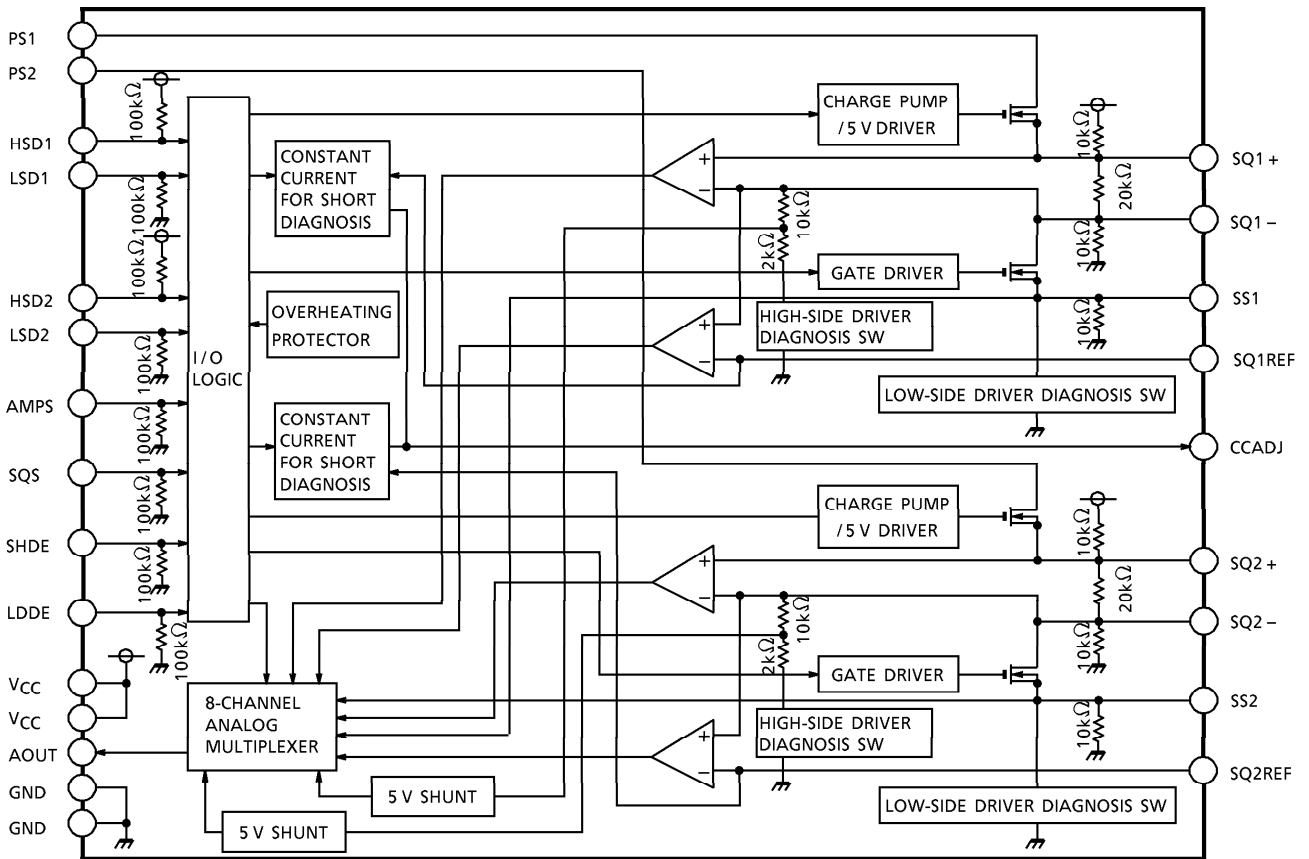 PS1
PS2
HSD1
LSD1
HSD2
LSD2
AMPS
SQS
SHDE
LDDE
VCC
VCC
AOUT
GND
GND
100kΩ
100kΩ
100kΩ
100kΩ
100kΩ
100kΩ
100kΩ
100kΩ
I/O
LOGIC
CONSTANT
CURRENT
FOR SHORT
DIAGNOSIS
OVERHEATING
PROTECTOR
CONSTANT
CURRENT
FOR SHORT
DIAGNOSIS
8-CHANNEL
ANALOG
MULTIPLEXER
5 V SHUNT
5 V SHUNT
+
−
+
−
+
−
+
−
10kΩ
2kΩ
10kΩ
2kΩ
CHARGE PUMP
/ 5 V DRIVER
GATE DRIVER
HIGH-SIDE DRIVER
DIAGNOSIS SW
LOW-SIDE DRIVER DIAGNOSIS SW
CHARGE PUMP
/ 5 V DRIVER
GATE DRIVER
HIGH-SIDE DRIVER
DIAGNOSIS SW
LOW-SIDE DRIVER DIAGNOSIS SW
10kΩ
20kΩ
10kΩ
10kΩ
10kΩ
20kΩ
10kΩ
10kΩ
SQ1+
SQ1−
SS1
SQ1REF
CCADJ
SQ2+
SQ2−
SS2
SQ2REF